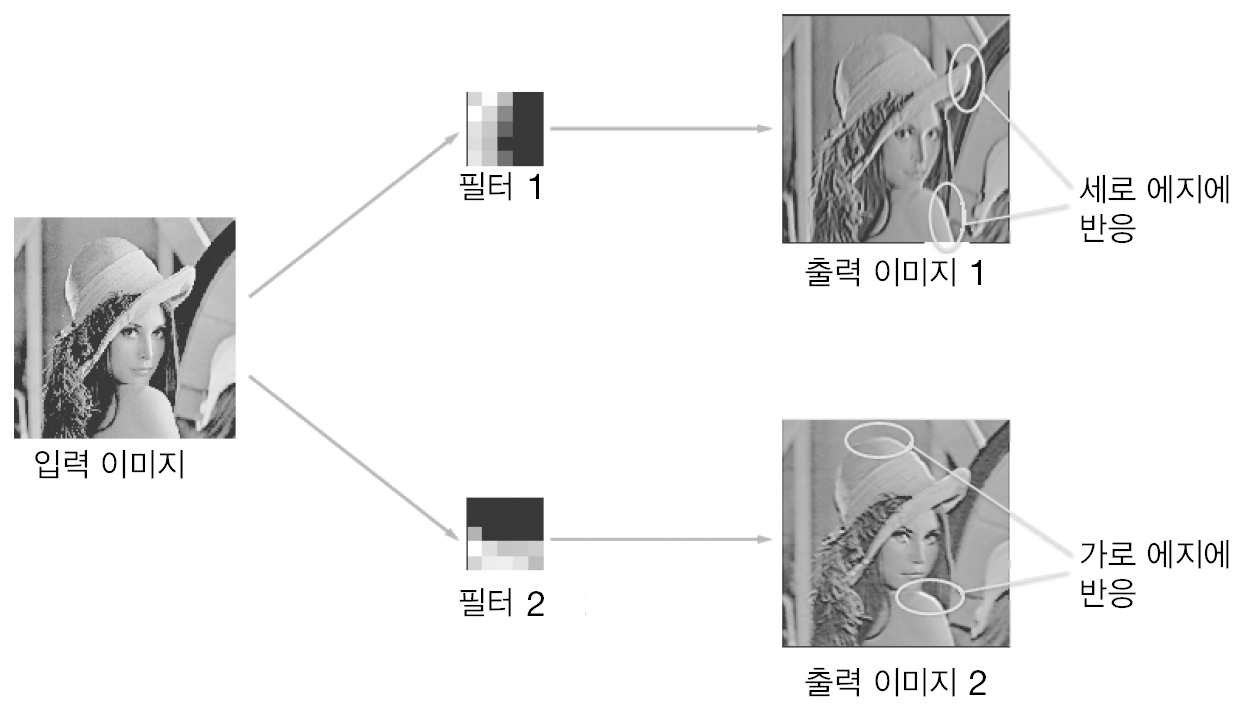 필터 1
세로 에지에
반응
출력 이미지 1
입력 이미지
가로 에지에
반응
필터 2
출력 이미지 2